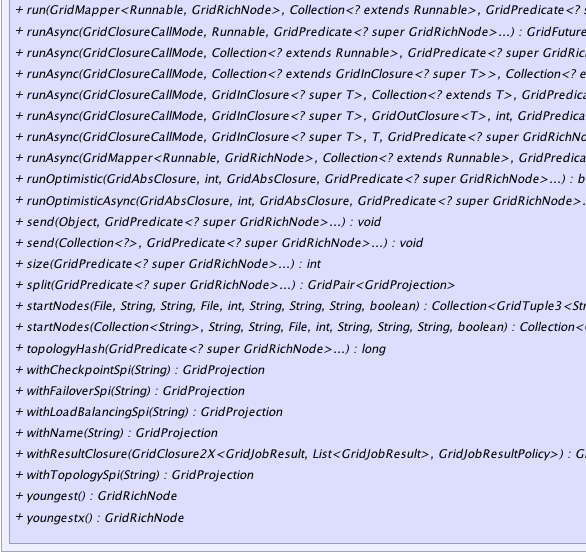 + run(GridMapper<Runnable, GridRichNode>, Collection<? extends Runnable>, GridPredicate<? s
+ runAsync(GridClosureCallMode, Runnable, GridPredicate<? super GridRichNode>...) : GridFuture
+ runAsync(GridClosureCallMode, Collection<? extends Runnable>, GridPredicate<? super GridRic
+ runAsync(GridClosureCallMode, Collection<? extends GridInClosure<? super T>>, Collection<? e
+ runAsync(GridClosureCallMode, GridInClosure<? super T>, Collection<? extends T>, GridPredica
+ runAsync(GridClosureCallMode, GridInClosure<? super T>, GridOutClosure<T>, int, GridPredica
+ runAsync(GridClosureCallMode, GridInClosure<? super T>, T, GridPredicate<? super GridRichNo
+ runAsync(GridMapper<Runnable, GridRichNode>, Collection<? extends Runnable>, GridPredica
+ runOptimistic(GridAbsClosure, int, GridAbsClosure, GridPredicate<? super GridRichNode>...) : b
+ runOptimisticAsync(GridAbsClosure, int, GridAbsClosure, GridPredicate<? super GridRichNode>.
+ send(Object, GridPredicate<? super GridRichNode>...) : void
+ send(Collection<?>, GridPredicate<? super GridRichNode>...) : void
+ size(GridPredicate<? super GridRichNode>...) : int
+ split(GridPredicate<? super GridRichNode>...) : GridPair<GridProjection>
+ startNodes(File, String, String, File, int, String, String, String, boolean) : Collection<GridTuple3<Str
+ startNodes(Collection<String>, String, String, File, int, String, String, String, boolean) : Collection<
+ topologyHash(GridPredicate<? super GridRichNode>...) : long
+ withCheckpointSpi(String) : GridProjection
+ withFailoverSpi(String) : GridProjection
+ withLoadBalancingSpi(String) : GridProjection
+ withName(String) : GridProjection
+ withResultClosure(GridClosure2X<GridJobResult, List<GridJobResult>, GridJobResultPolicy>) : G
+ withTopologySpi(String) : GridProjection
+ youngest() : GridRichNode
+ youngestx() : GridRichNode